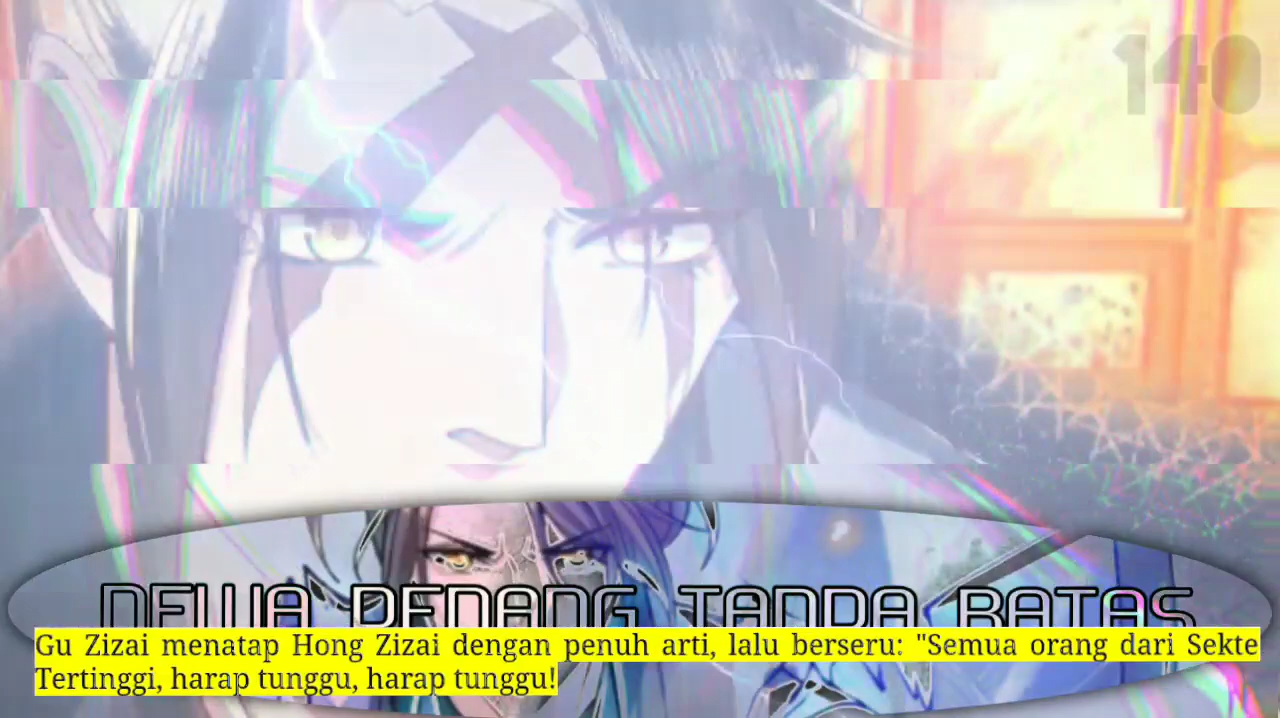 140
DEWA PEDANG TANPA BATAS
Gu Zizai menatap Hong Zizai dengan penuh arti, lalu berseru: "Semua orang dari Sekte
Tertinggi, harap tunggu, harap tunggu!